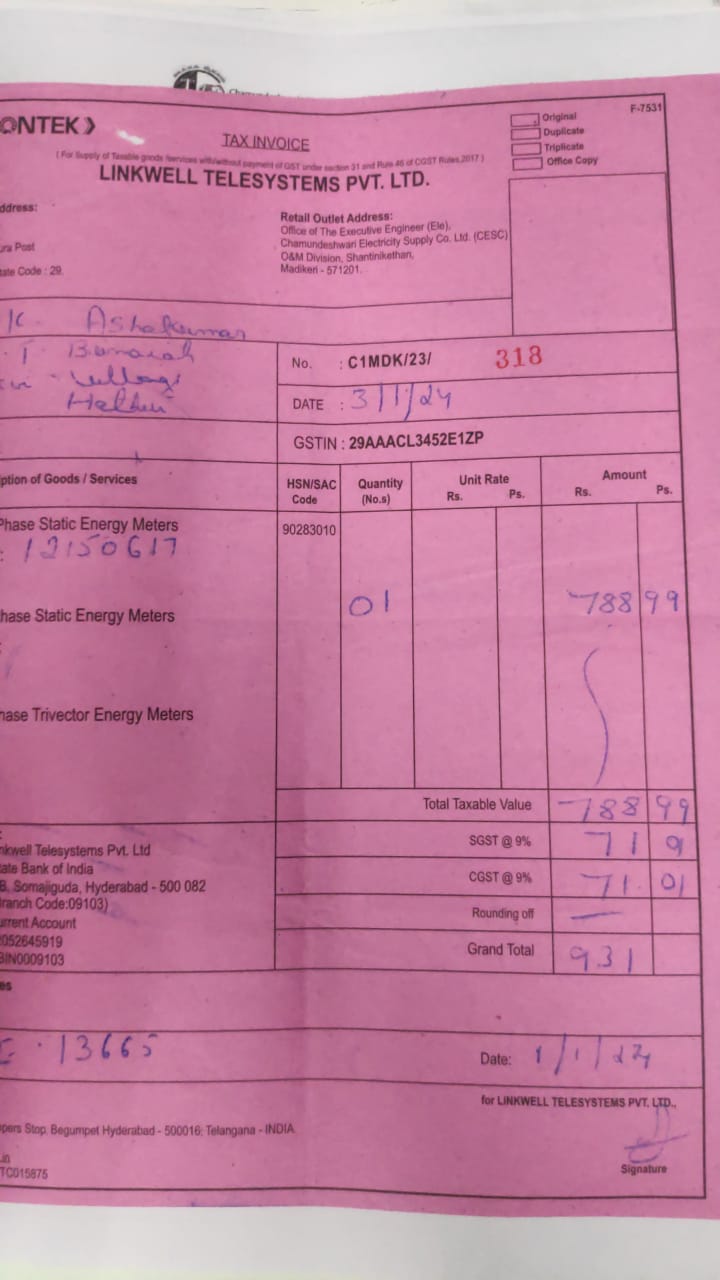 ONTEK
F-7531
Original
Duplicate
Triplicate
Office Copy
TAX INVOICE
( For Supply of Taxable goods /services with/without payment of GST under section 31 and Rule 46 of CGST Rules,2017 )
LINKWELL TELESYSTEMS PVT. LTD.
ddress:
ura Post
tate Code : 29.
Retail Outlet Address:
Office of The Executive Engineer (Ele),
Chamundeshwari Electricity Supply Co. Ltd. (CESC)
O&M Division, Shantinikethan,
Madikeri - 571201.
K. Ashakumar
No. : C1MDK/23/ 318
DATE : 3/1/24
GSTIN : 29AAACL3452E1ZP
ption of Goods / Services HSN/SAC Code Quantity (No.s) Unit Rate Rs. Ps. Amount Rs. Ps.
Phase Static Energy Meters 90283010
: 12150617
01 788 99
hase Static Energy Meters
hase Trivector Energy Meters
Total Taxable Value 788 99
SGST @ 9% 71 9
CGST @ 9% 71. 01
Rounding off —
Grand Total 931
nkwell Telesystems Pvt. Ltd
tate Bank of India
B, Somajiguda, Hyderabad - 500 082
ranch Code:09103)
urrent Account
052645919
BIN0009103
es
13665
Date: 1/1/24
for LINKWELL TELESYSTEMS PVT. LTD.,
pers Stop, Begumpet Hyderabad - 500016, Telangana - INDIA.
.in
TC015875
Signature